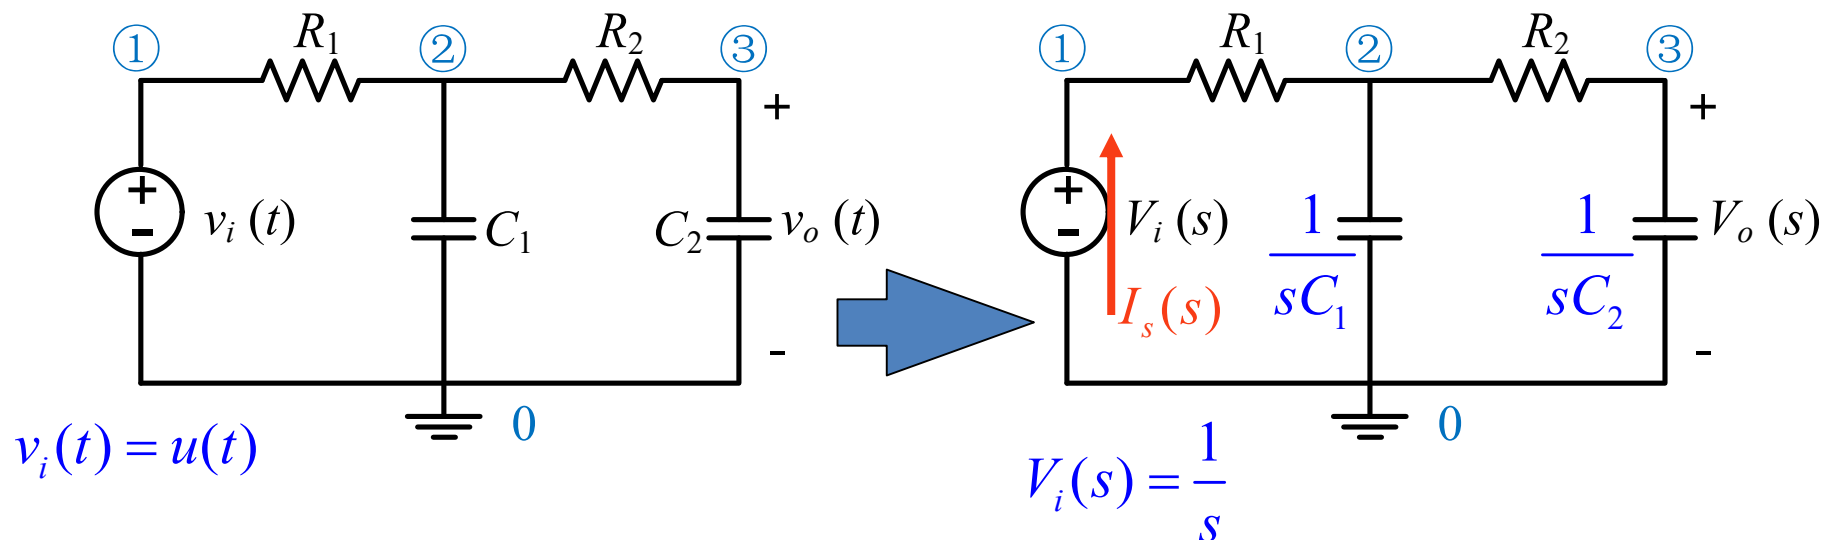 ① R₁ ② R₂ ③
+
+
-
vᵢ (t)
C₁
C₂
vₒ (t)
-
0
vᵢ(t) = u(t)
① R₁ ② R₂ ③
+
+
-
Vᵢ (s)
Iₛ(s)
1
sC₁
1
sC₂
Vₒ (s)
-
0
Vᵢ(s) = 1
s